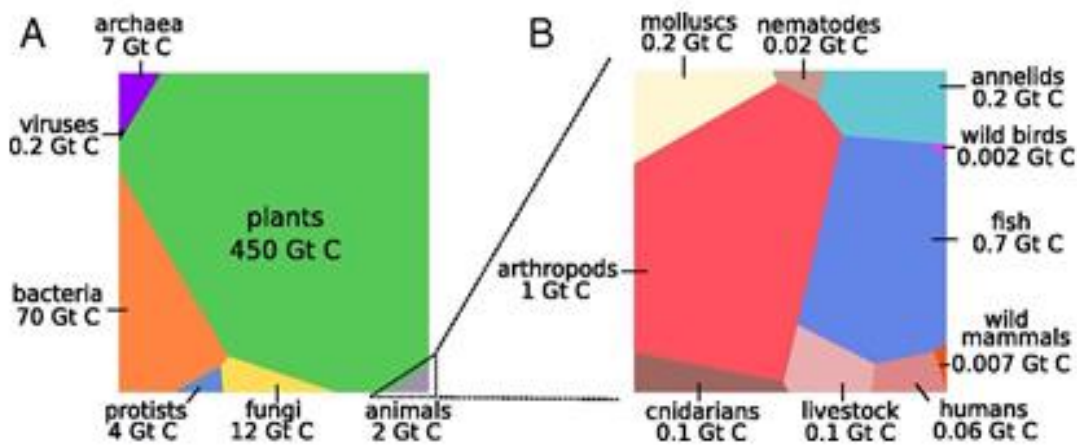 A
archaea
7 Gt C
viruses
0.2 Gt C
plants
450 Gt C
bacteria
70 Gt C
protists
4 Gt C
fungi
12 Gt C
animals
2 Gt C
B
molluscs
0.2 Gt C
nematodes
0.02 Gt C
annelids
0.2 Gt C
wild birds
0.002 Gt C
fish
0.7 Gt C
arthropods
1 Gt C
wild
mammals
0.007 Gt C
cnidarians
0.1 Gt C
livestock
0.1 Gt C
humans
0.06 Gt C